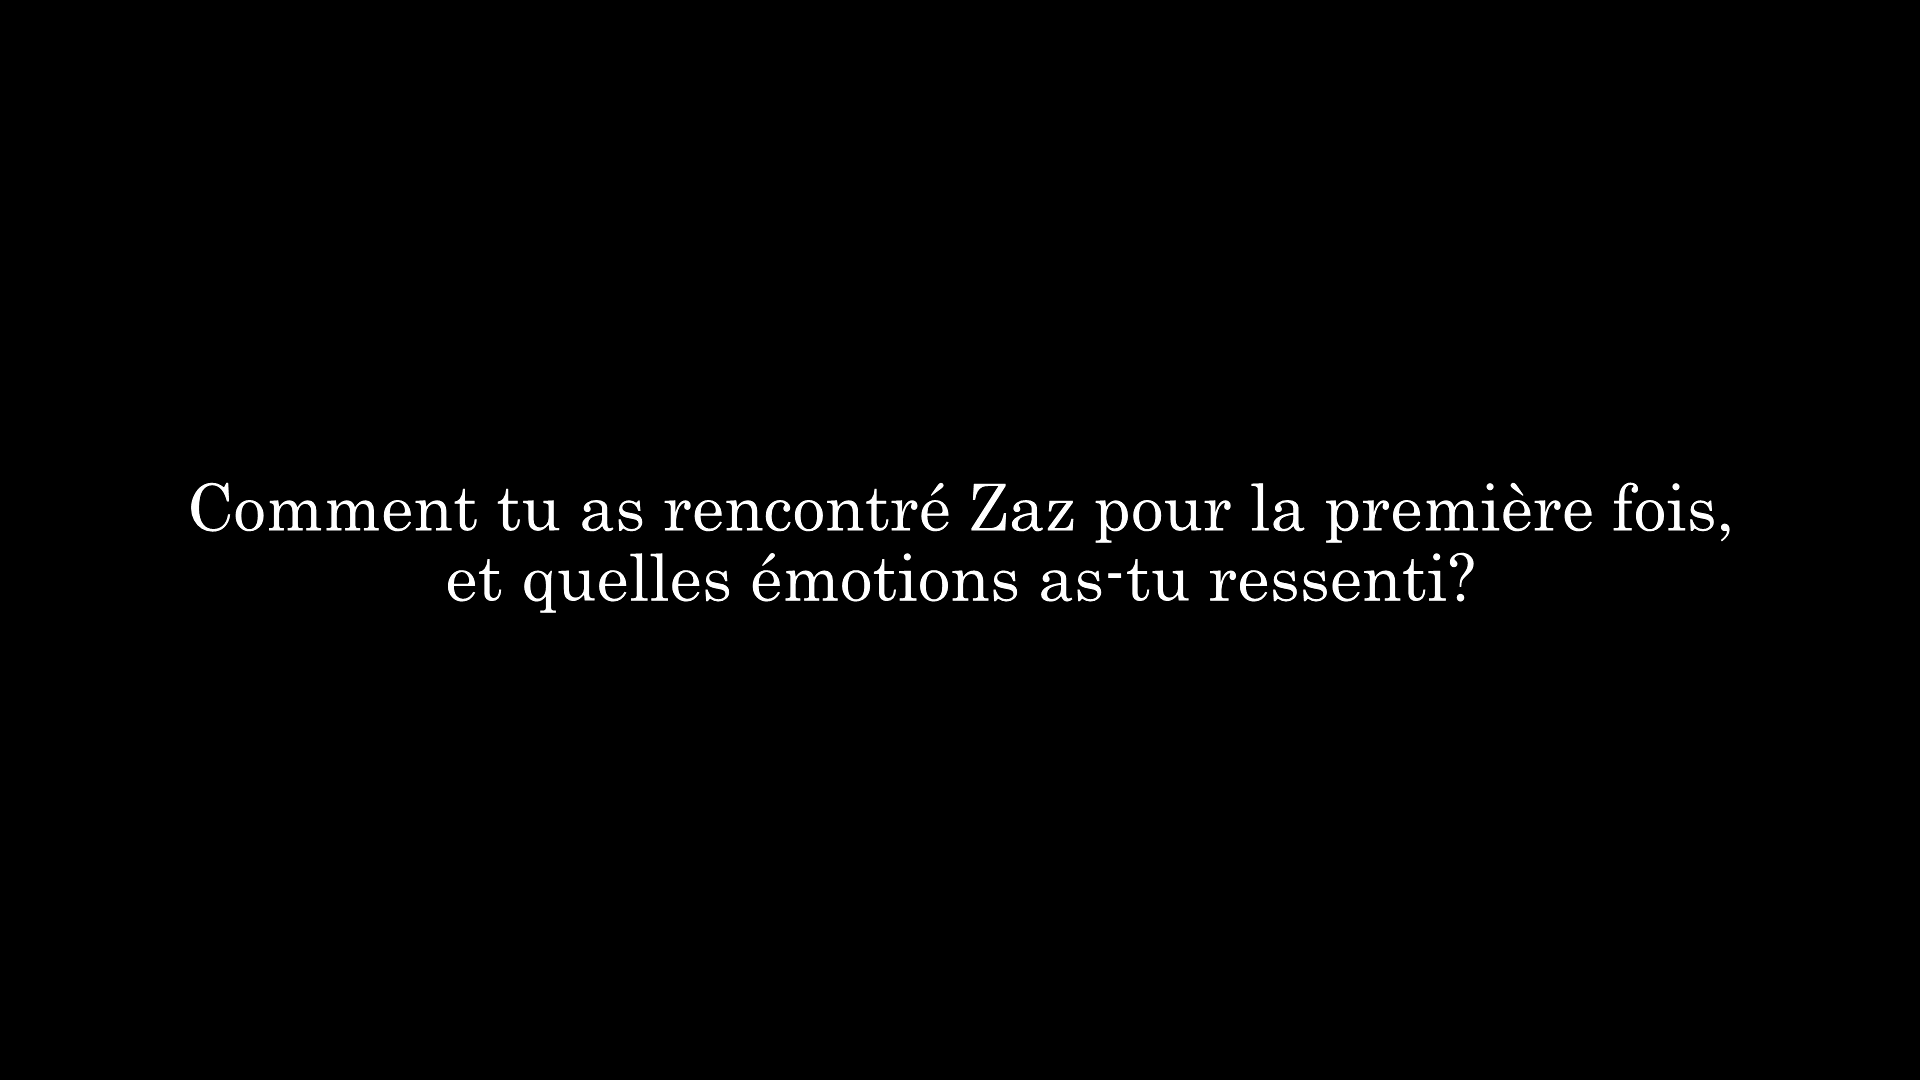 Comment tu as rencontré Zaz pour la première fois,
et quelles émotions as-tu ressenti?